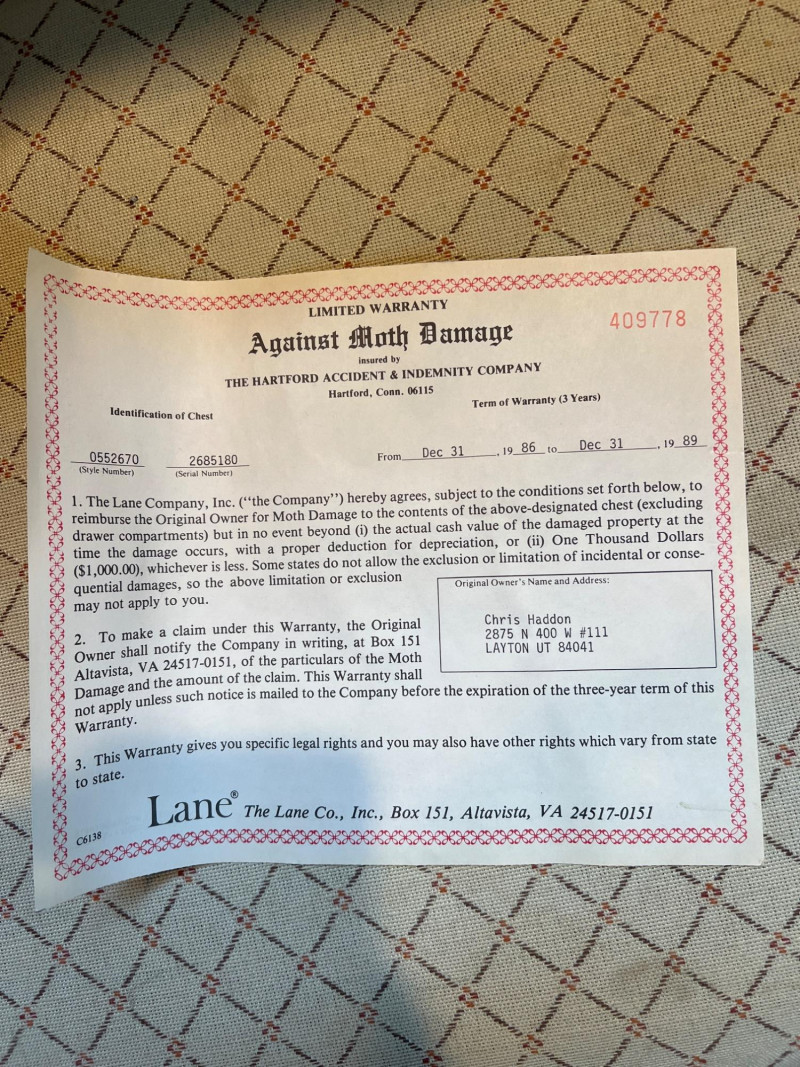 LIMITED WARRANTY
Against Moth Damage
409778
insured by
THE HARTFORD ACCIDENT & INDEMNITY COMPANY
Hartford, Conn. 06115
Identification of Chest
Term of Warranty (3 Years)
0552670 2685180 From Dec 31, 19 86 to Dec 31, 19 89
(Style Number) (Serial Number)
1. The Lane Company, Inc. (“the Company”) hereby agrees, subject to the conditions set forth below, to
reimburse the Original Owner for Moth Damage to the contents of the above-designated chest (excluding
drawer compartments) but in no event beyond (i) the actual cash value of the damaged property at the
time the damage occurs, with a proper deduction for depreciation, or (ii) One Thousand Dollars
($1,000.00), whichever is less. Some states do not allow the exclusion or limitation of incidental or conse-
quential damages, so the above limitation or exclusion
may not apply to you.
Original Owner's Name and Address:
Chris Haddon
2875 N 400 W #111
LAYTON UT 84041
2. To make a claim under this Warranty, the Original
Owner shall notify the Company in writing, at Box 151
Altavista, VA 24517-0151, of the particulars of the Moth
Damage and the amount of the claim. This Warranty shall
not apply unless such notice is mailed to the Company before the expiration of the three-year term of this
Warranty.
3. This Warranty gives you specific legal rights and you may also have other rights which vary from state
to state.
Lane® The Lane Co., Inc., Box 151, Altavista, VA 24517-0151
C6138